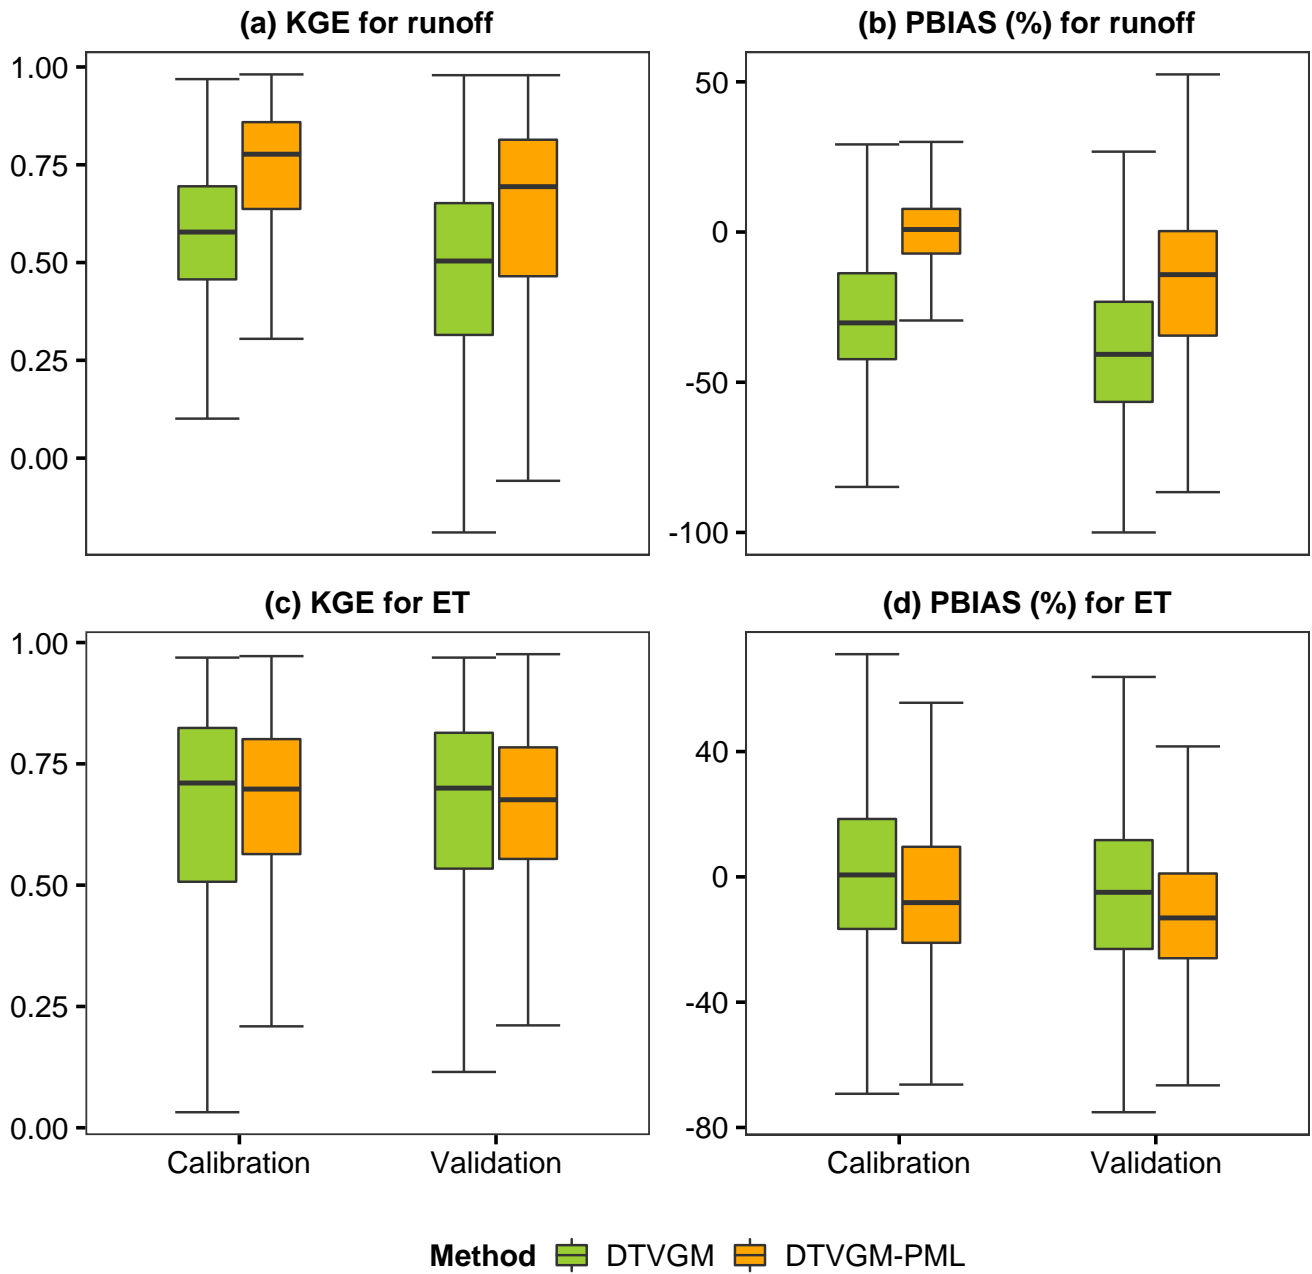 (a) KGE for runoff
1.00
0.75
0.50
0.25
0.00
(b) PBIAS (%) for runoff
50
0
-50
-100
(c) KGE for ET
1.00
0.75
0.50
0.25
0.00
Calibration Validation
(d) PBIAS (%) for ET
40
0
-40
-80
Calibration Validation
Method DTVGM DTVGM-PML